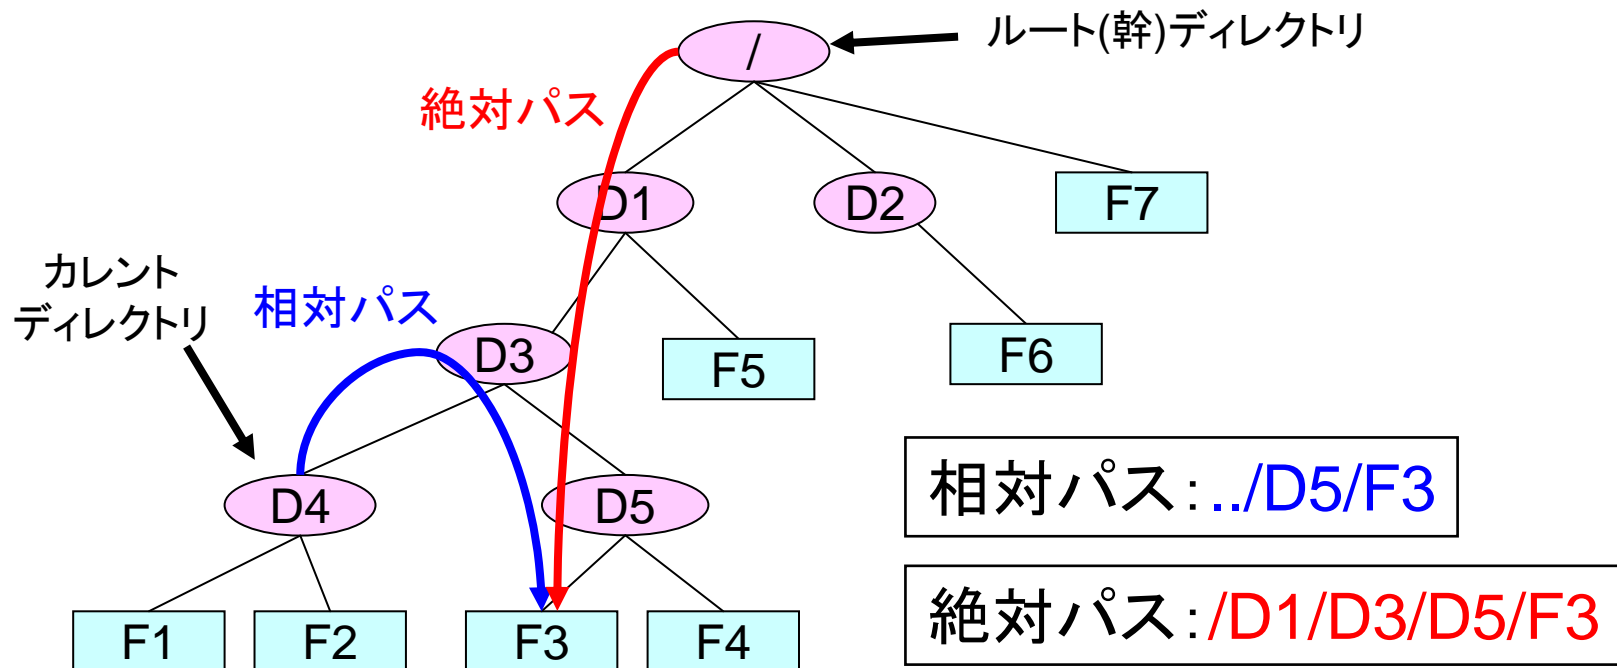 ルート(幹)ディレクトリ
/
絶対パス
D1
D2
F7
カレント
ディレクトリ
相対パス
D3
F5
F6
D4
D5
相対パス:../D5/F3
絶対パス:/D1/D3/D5/F3
F1
F2
F3
F4